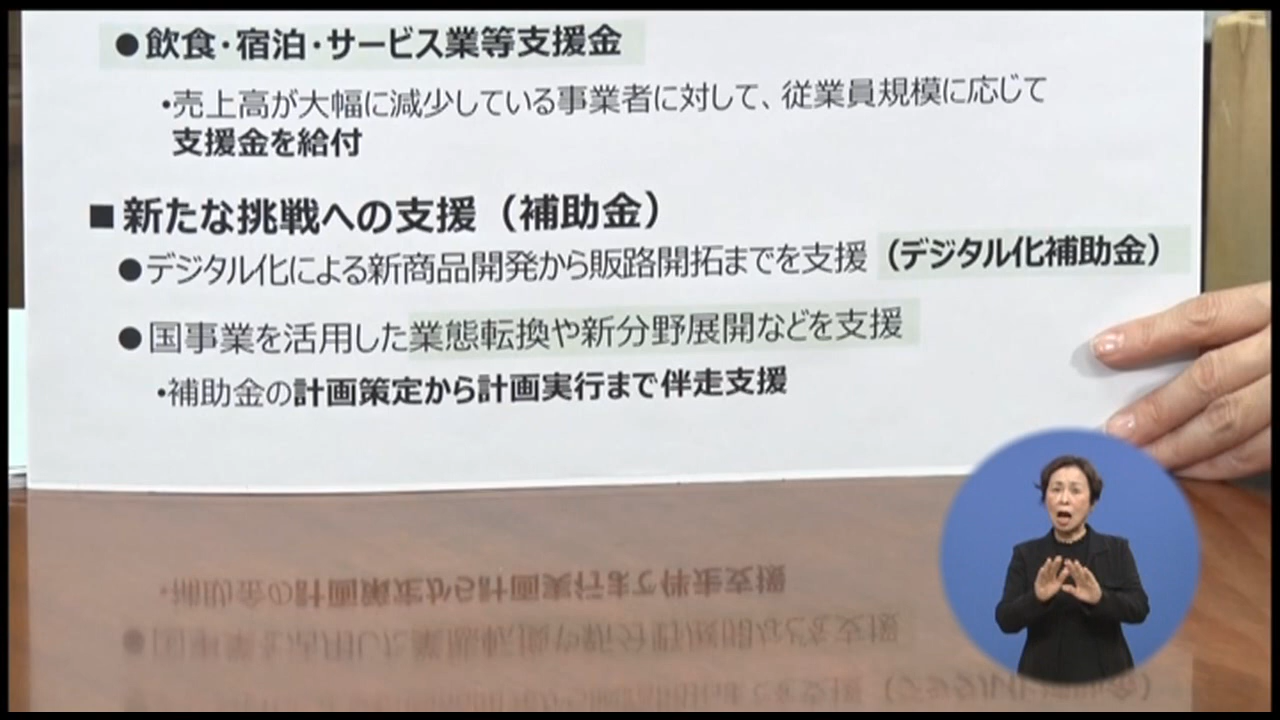 ●飲食・宿泊・サービス業等支援金
・売上高が大幅に減少している事業者に対して、従業員規模に応じて
支援金を給付
■新たな挑戦への支援（補助金）
●デジタル化による新商品開発から販路開拓までを支援（デジタル化補助金）
●国事業を活用した業態転換や新分野展開などを支援
・補助金の計画策定から計画実行まで伴走支援